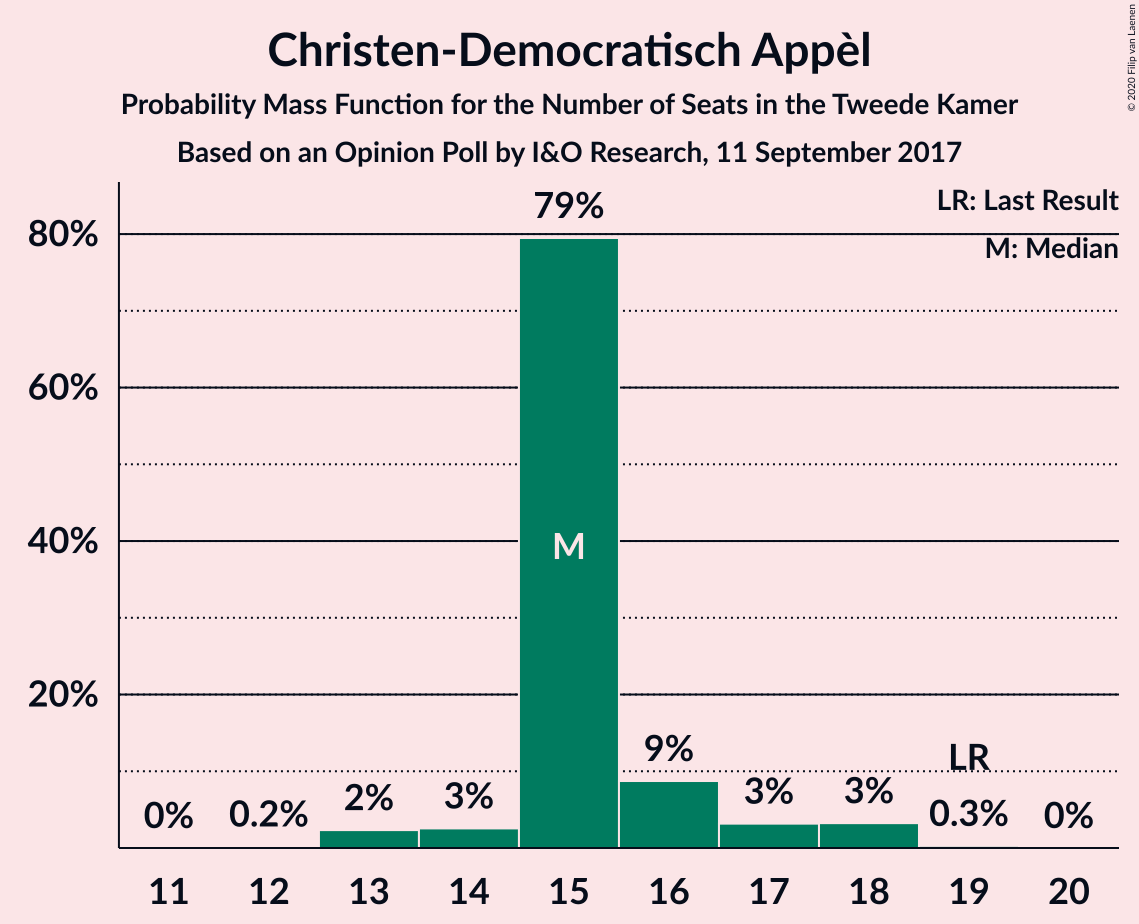 Christen-Democratisch Appèl
Probability Mass Function for the Number of Seats in the Tweede Kamer
Based on an Opinion Poll by I&O Research, 11 September 2017
© 2020 Filip van Laenen
LR: Last Result
M: Median
80%
60%
40%
20%
0%
0.2%
2%
3%
79%
M
9%
3%
3%
LR
0.3%
0%
11 12 13 14 15 16 17 18 19 20